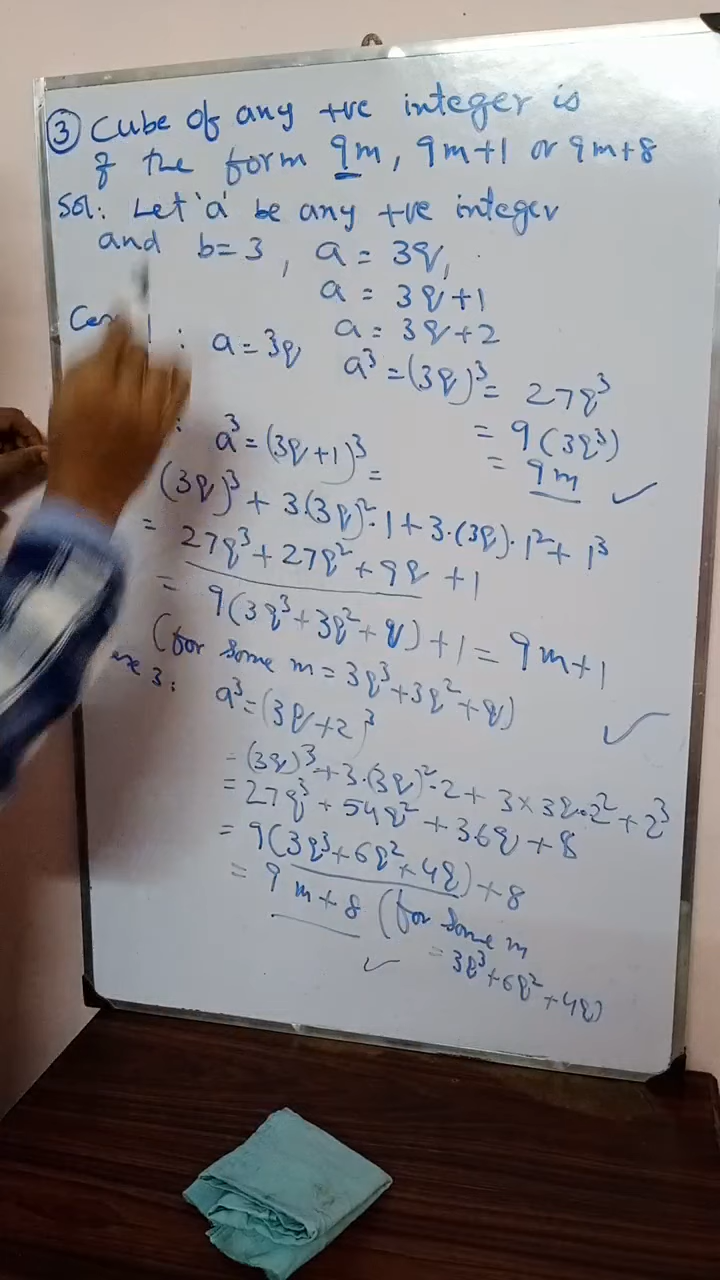 ③ Cube of any +ve integer is
of the form 9m, 9m+1 or 9m+8
Sol: Let 'a' be any +ve integer
and b=3, a = 3q,
a = 3q+1
a = 3q+2
: a=3q a³=(3q)³= 27q³
= 9(3q³)
= 9m ✓
: a³=(3q+1)³=
(3q)³+3·(3q)²·1+3·(3q)·1²+1³
= 27q³+27q²+9q+1
= 9(3q³+3q²+q)+1=9m+1
(for some m=3q³+3q²+q) ✓
3: a³=(3q+2)³
=(3q)³+3·(3q)²·2+3×3q·2²+2³
=27q³+54q²+36q+8
=9(3q³+6q²+4q)+8
=9m+8 (for some m
=3q³+6q²+4q)
✓